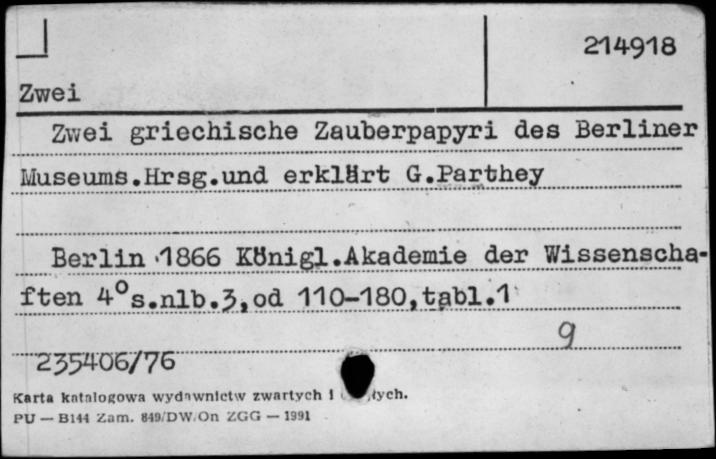 214918
Zwei
Zwei griechische Zauberpapyri des Berliner
Museums.Hrsg.und erklärt G.Parthey
Berlin 1866 Königl.Akademie der Wissenscha-
ften 4° s.nlb.3,od 110-180,tabl.1
9
235406/76
Karta katalogowa wydawnictw zwartych i łych.
PU — B144 Zam. 849/DW.On ZGG — 1991